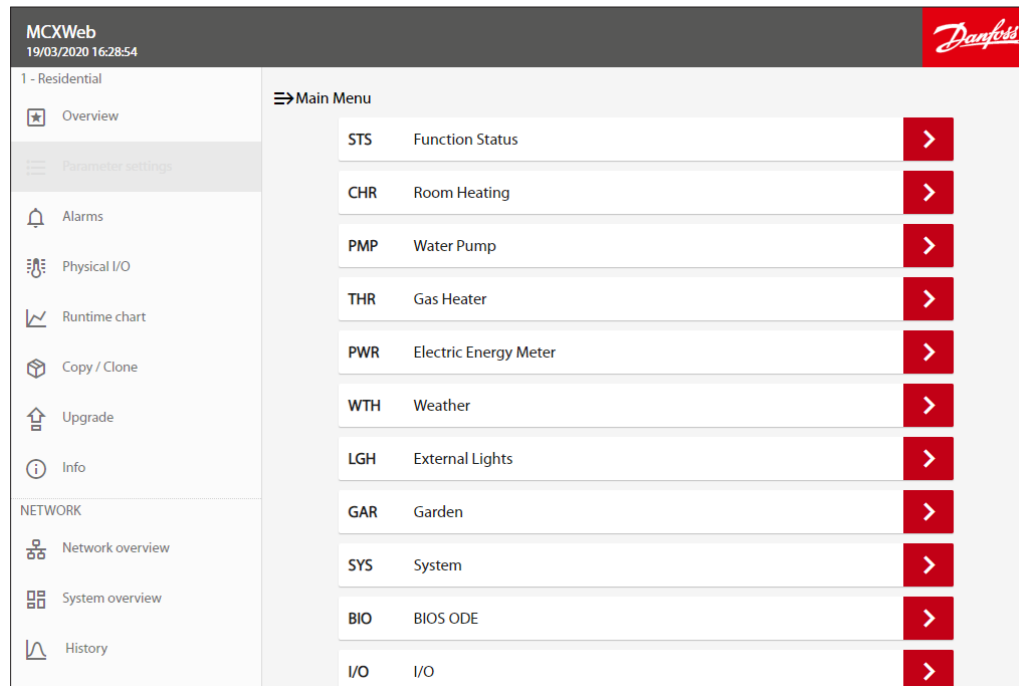 MCXWeb
19/03/2020 16:28:54
Danfoss
1 - Residential
Overview
Parameter settings
Alarms
Physical I/O
Runtime chart
Copy / Clone
Upgrade
Info
NETWORK
Network overview
System overview
History
Main Menu
STS Function Status
CHR Room Heating
PMP Water Pump
THR Gas Heater
PWR Electric Energy Meter
WTH Weather
LGH External Lights
GAR Garden
SYS System
BIO BIOS ODE
I/O I/O